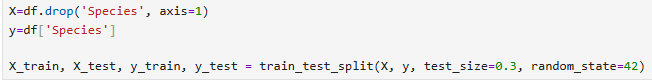 X=df.drop('Species', axis=1)
y=df['Species']
X_train, X_test, y_train, y_test = train_test_split(X, y, test_size=0.3, random_state=42)